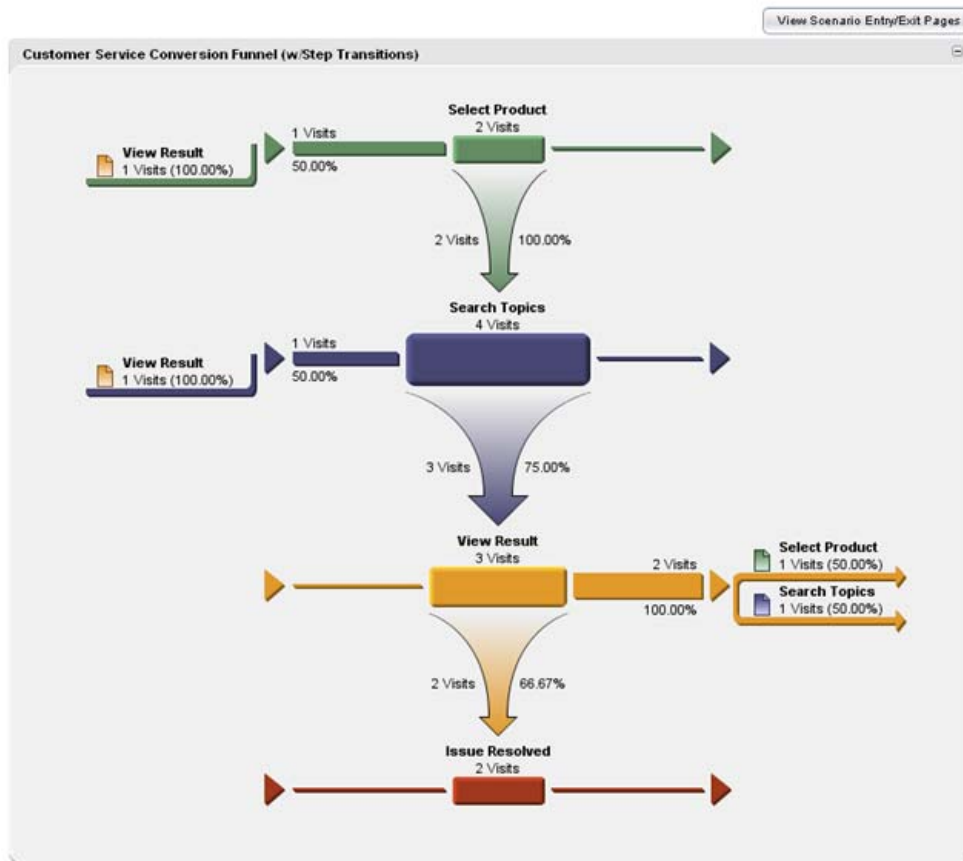 View Scenario Entry/Exit Pages
Customer Service Conversion Funnel (w/Step Transitions)
Select Product
2 Visits
View Result
1 Visits (100.00%)
1 Visits
50.00%
2 Visits
100.00%
Search Topics
4 Visits
View Result
1 Visits (100.00%)
1 Visits
50.00%
3 Visits
75.00%
View Result
3 Visits
2 Visits
100.00%
Select Product
1 Visits (50.00%)
Search Topics
1 Visits (50.00%)
2 Visits
66.67%
Issue Resolved
2 Visits